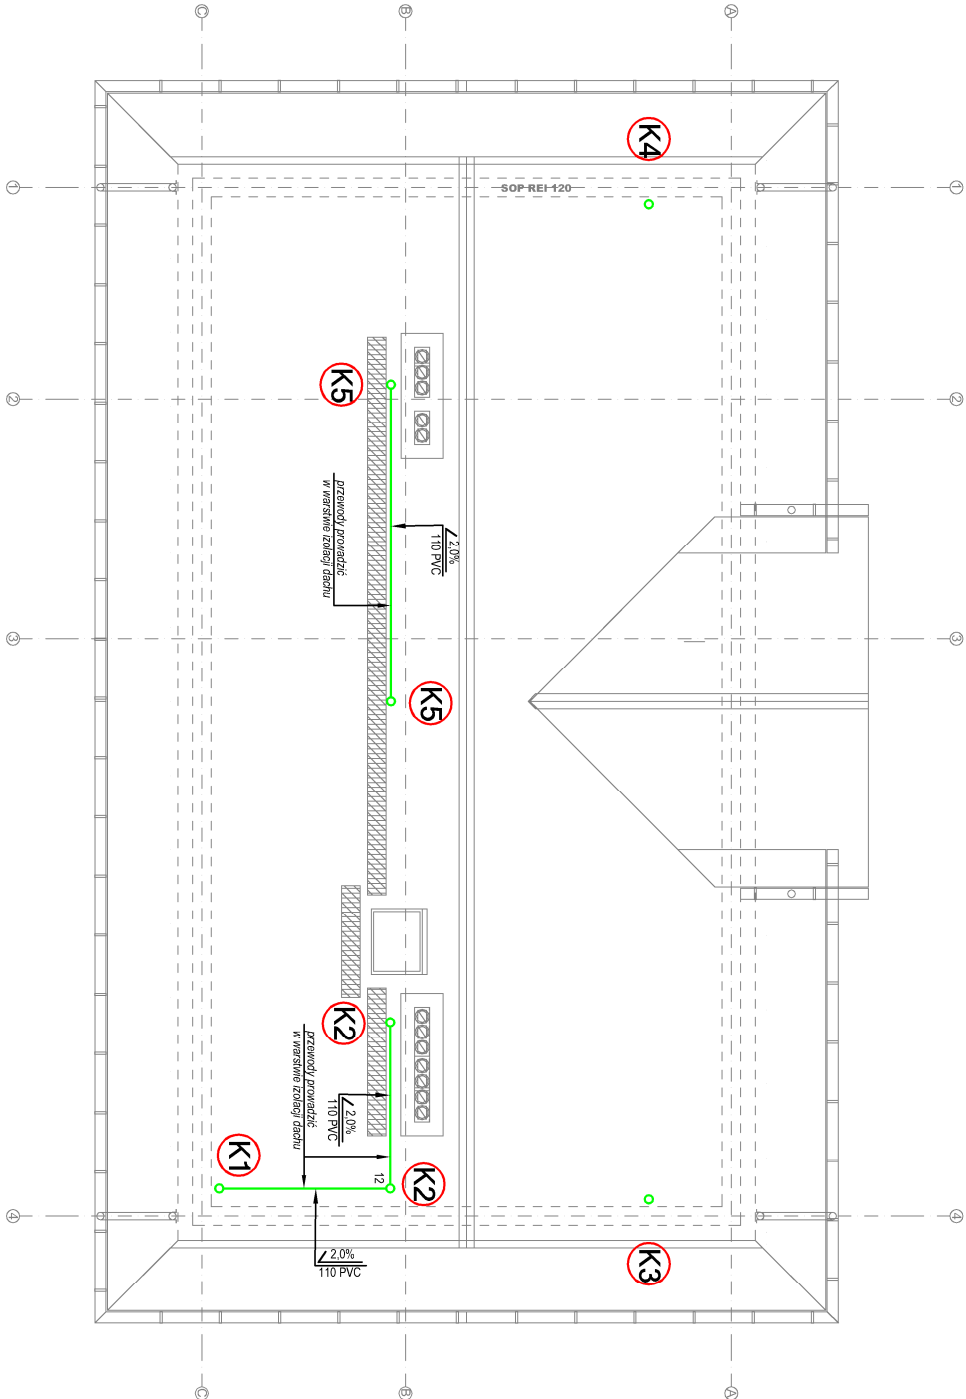 C
B
A
K4
1
SOP REI 120
1
K5
2
2
przewody prowadzić
w warstwie izolacji dachu
2,0%
110 PVC
3
3
K5
K2
przewody prowadzić
w warstwie izolacji dachu
2,0%
110 PVC
K1
12
K2
4
4
2,0%
110 PVC
K3
C
B
A